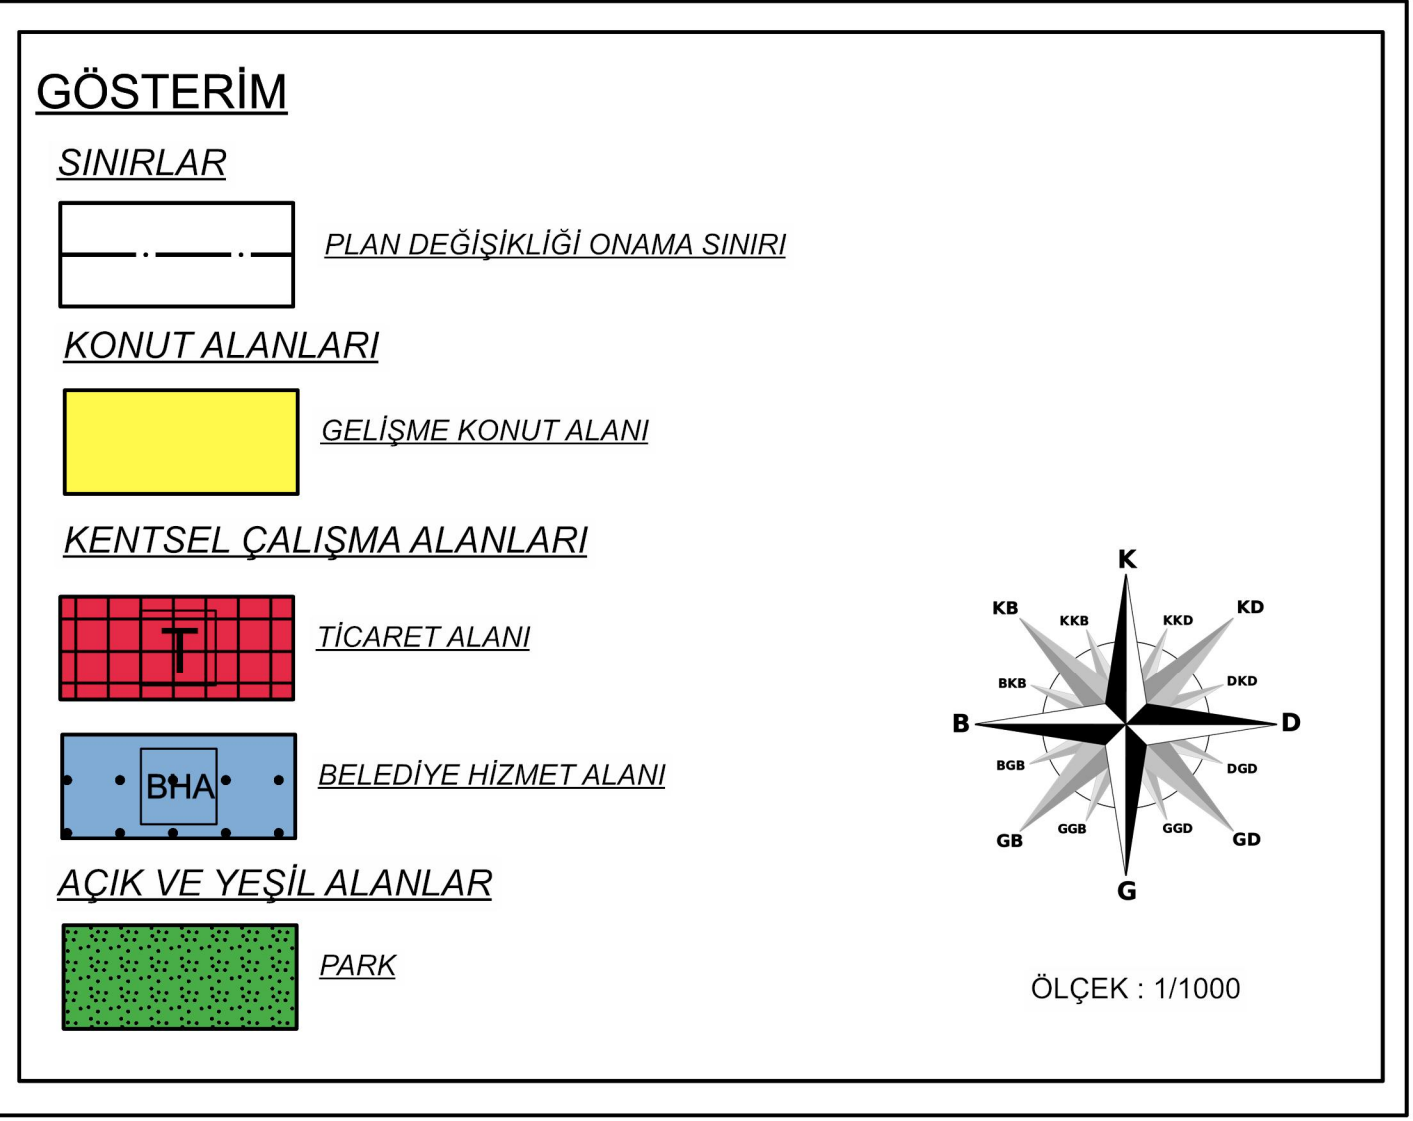 GÖSTERİM
SINIRLAR
PLAN DEĞİŞİKLİĞİ ONAMA SINIRI
KONUT ALANLARI
GELİŞME KONUT ALANI
KENTSEL ÇALIŞMA ALANLARI
T
TİCARET ALANI
BHA
BELEDİYE HİZMET ALANI
AÇIK VE YEŞİL ALANLAR
PARK
K
KB
KKB
KKD
KD
BKB
DKD
B
D
BGB
DGD
GB
GGB
GGD
GD
G
ÖLÇEK : 1/1000